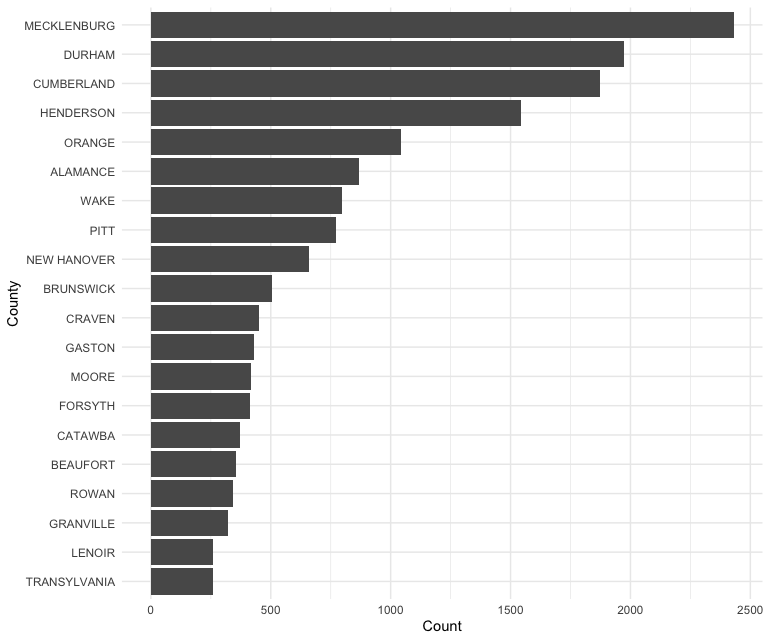 MECKLENBURG
DURHAM
CUMBERLAND
HENDERSON
ORANGE
ALAMANCE
WAKE
PITT
NEW HANOVER
BRUNSWICK
CRAVEN
GASTON
MOORE
FORSYTH
CATAWBA
BEAUFORT
ROWAN
GRANVILLE
LENOIR
TRANSYLVANIA
County
0 500 1000 1500 2000 2500
Count